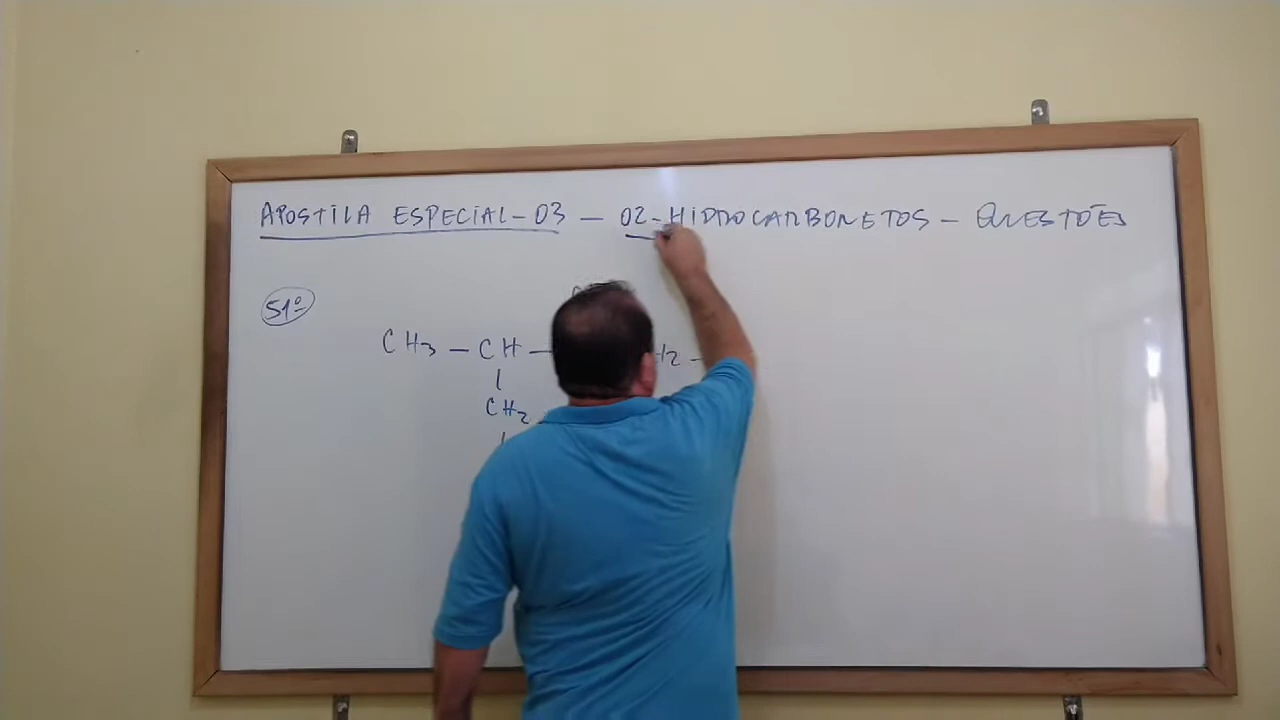 APOSTILA ESPECIAL-03 – 02-HIDROCARBONETOS – QUESTÕES
51º
CH3 – CH –
CH2